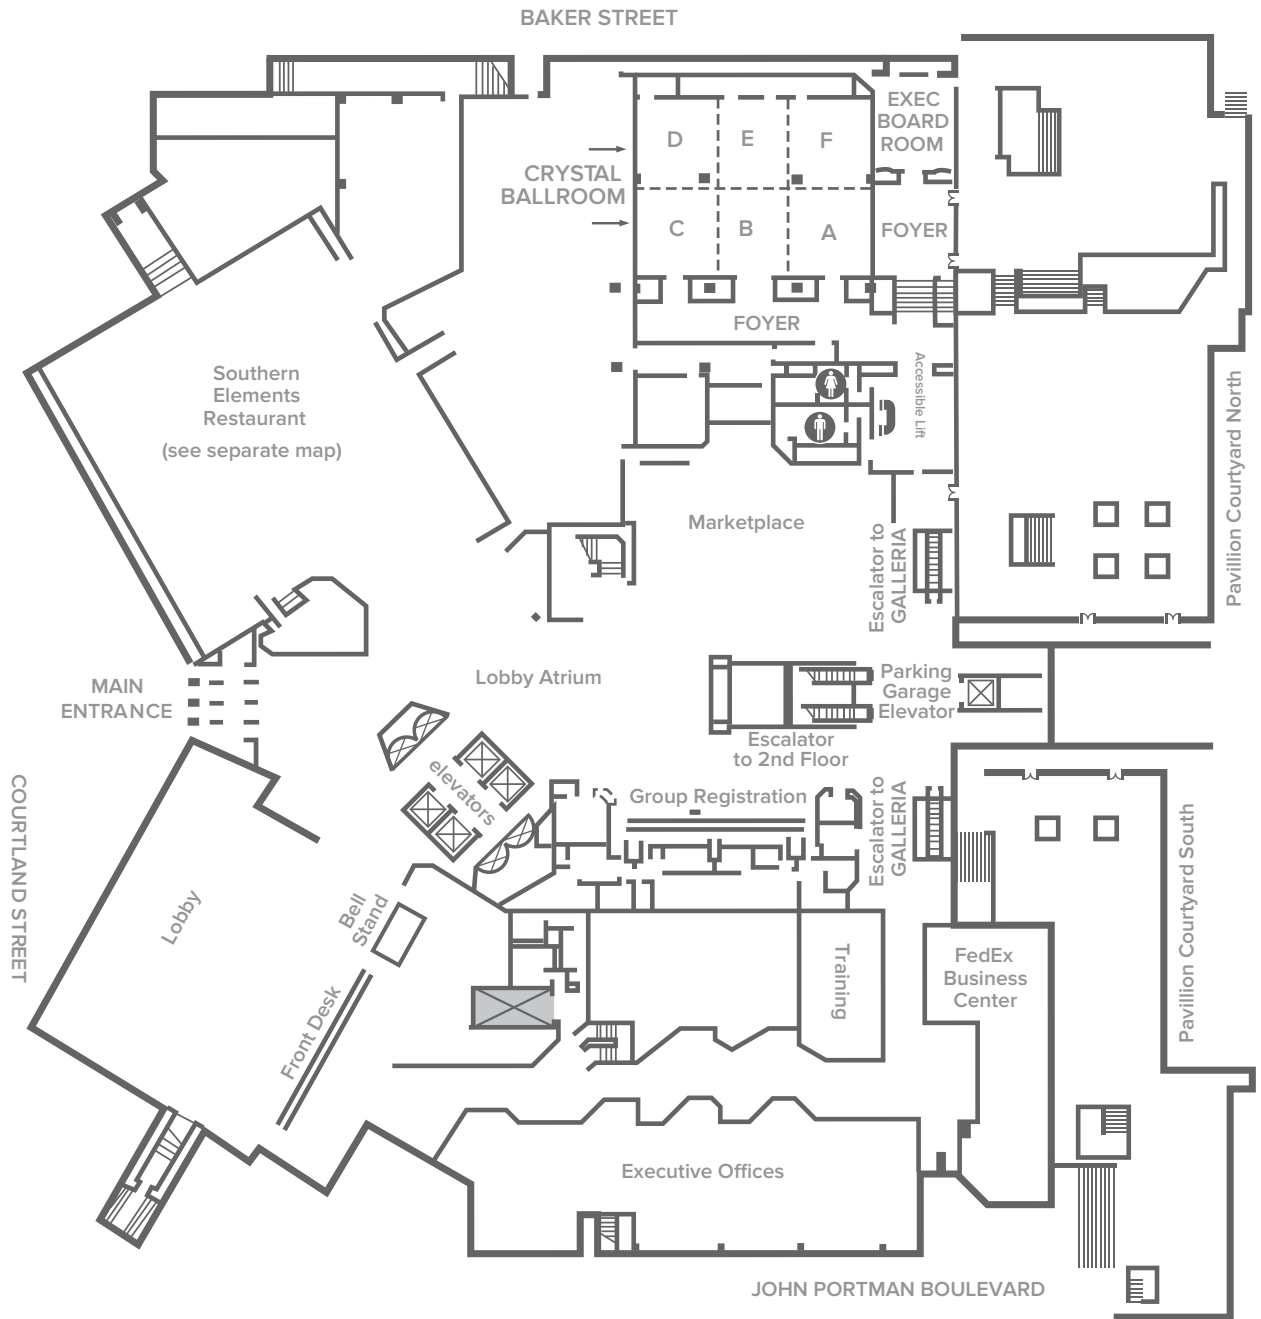 BAKER STREET
EXEC
BOARD
ROOM
D
E
F
CRYSTAL
BALLROOM
C
B
A
FOYER
FOYER
Accessible Lift
Southern
Elements
Restaurant
(see separate map)
Pavillion Courtyard North
Marketplace
Escalator to
GALLERIA
Lobby Atrium
MAIN
ENTRANCE
Parking
Garage
Elevator
Escalator
to 2nd Floor
elevators
Group Registration
Escalator to
GALLERIA
COURTLAND STREET
Lobby
Bell
Stand
Front Desk
Training
FedEx
Business
Center
Pavillion Courtyard South
Executive Offices
JOHN PORTMAN BOULEVARD